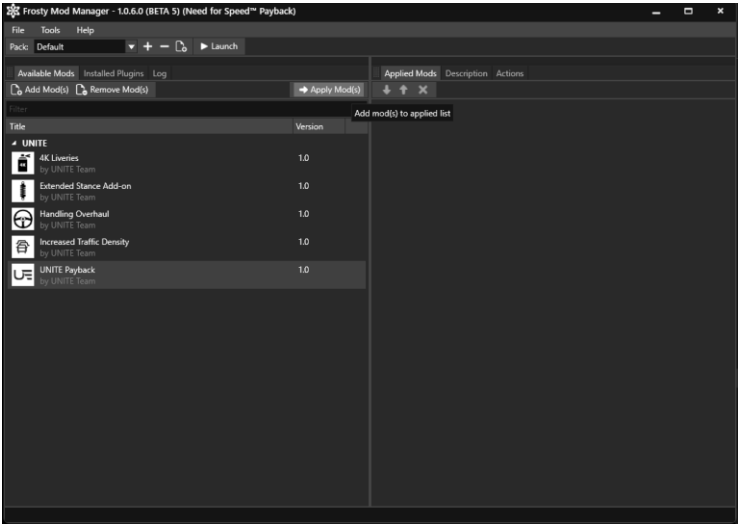 Frosty Mod Manager - 1.0.6.0 (BETA 5) (Need for Speed™ Payback)
File Tools Help
Pack: Default Launch
Available Mods Installed Plugins Log Applied Mods Description Actions
Add Mod(s) Remove Mod(s) Apply Mod(s)
Filter
Add mod(s) to applied list
Title Version
UNITE
4K Liveries 1.0
by UNITE Team
Extended Stance Add-on 1.0
by UNITE Team
Handling Overhaul 1.0
by UNITE Team
Increased Traffic Density 1.0
by UNITE Team
UNITE Payback 1.0
by UNITE Team